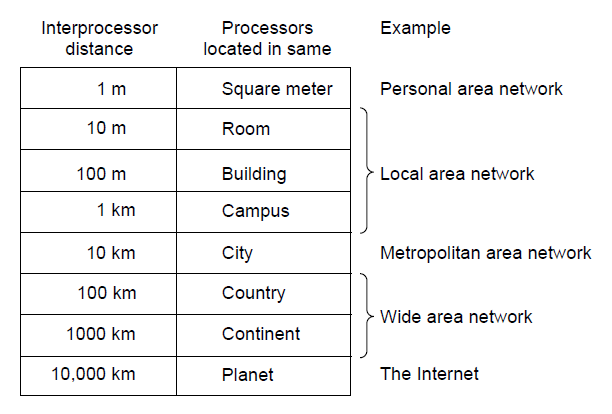 Interprocessor distance Processors located in same Example
1 m Square meter Personal area network
10 m Room
100 m Building Local area network
1 km Campus
10 km City Metropolitan area network
100 km Country
Wide area network
1000 km Continent
10,000 km Planet The Internet